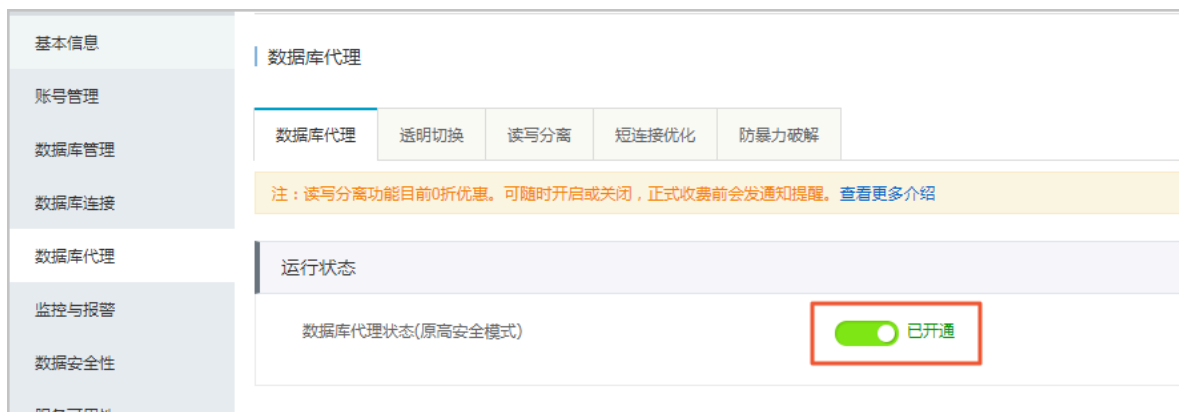 基本信息
账号管理
数据库管理
数据库连接
数据库代理
监控与报警
数据安全性
数据库代理
数据库代理 透明切换 读写分离 短连接优化 防暴力破解
注：读写分离功能目前0折优惠。可随时开启或关闭，正式收费前会发通知提醒。查看更多介绍
运行状态
数据库代理状态(原高安全模式) 已开通